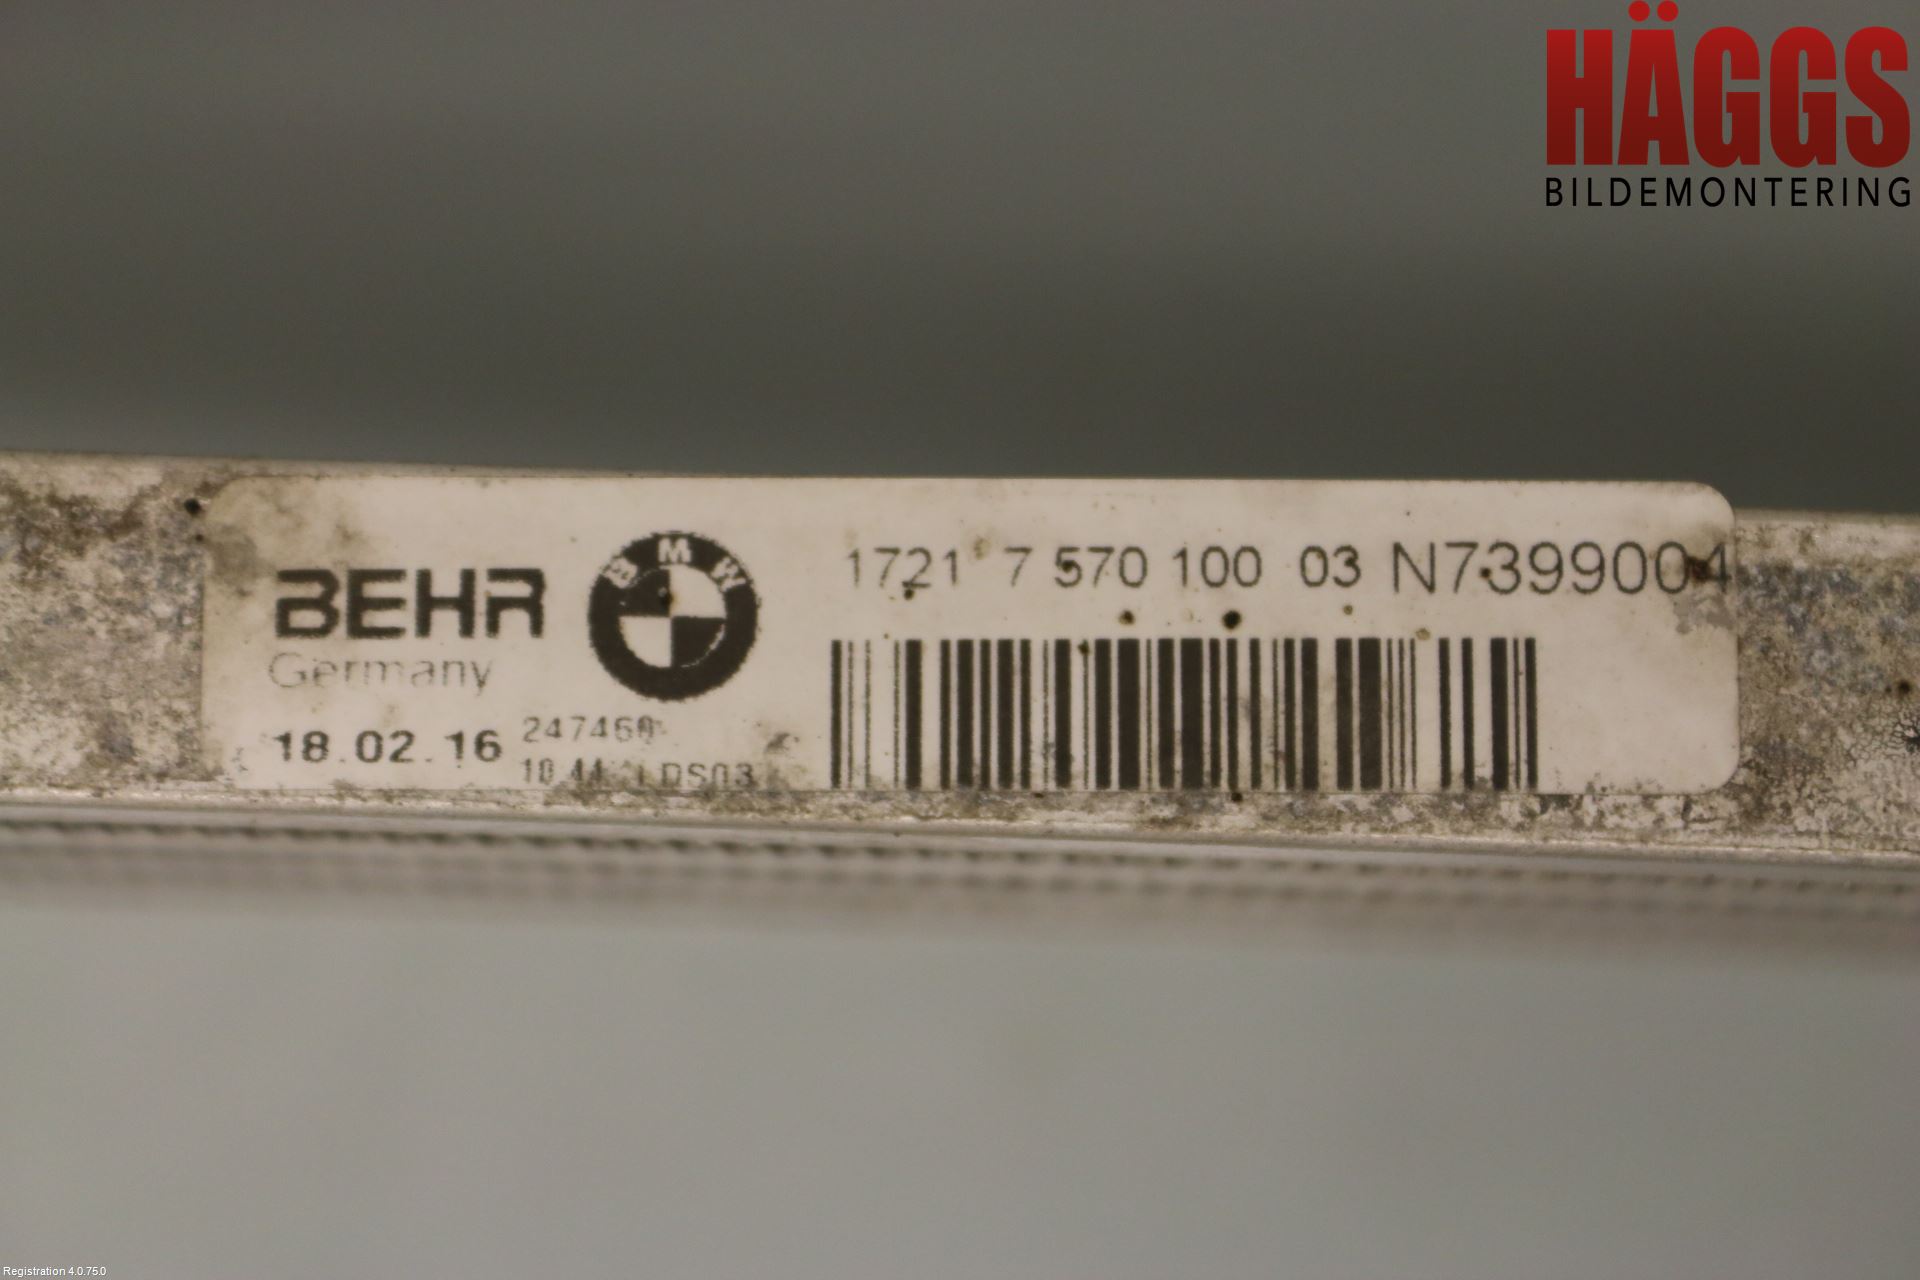 HÄGGS
BILDEMONTERING
BEHR
Germany
BMW
1721 7 570 100 03 N7399004
18.02.16
247460
LDS03
Registration 4.0.75.0